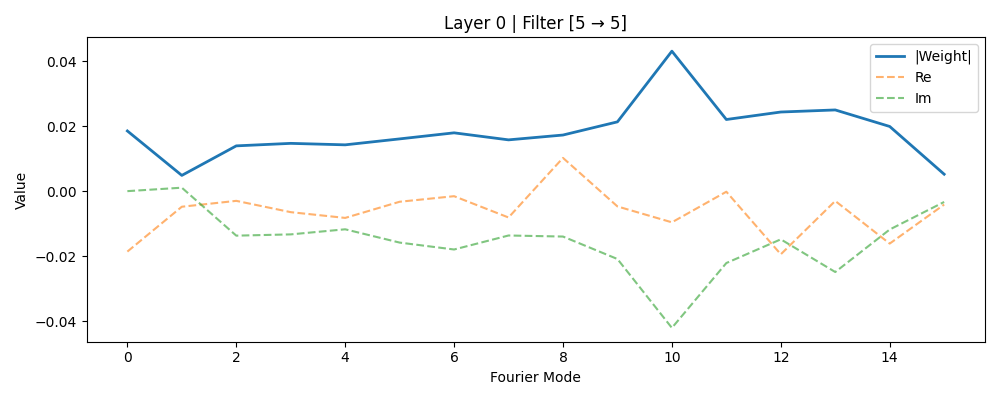 Layer 0 | Filter [5 → 5]
0.04
0.02
0.00
−0.02
−0.04
Value
|Weight|
Re
Im
0 2 4 6 8 10 12 14
Fourier Mode